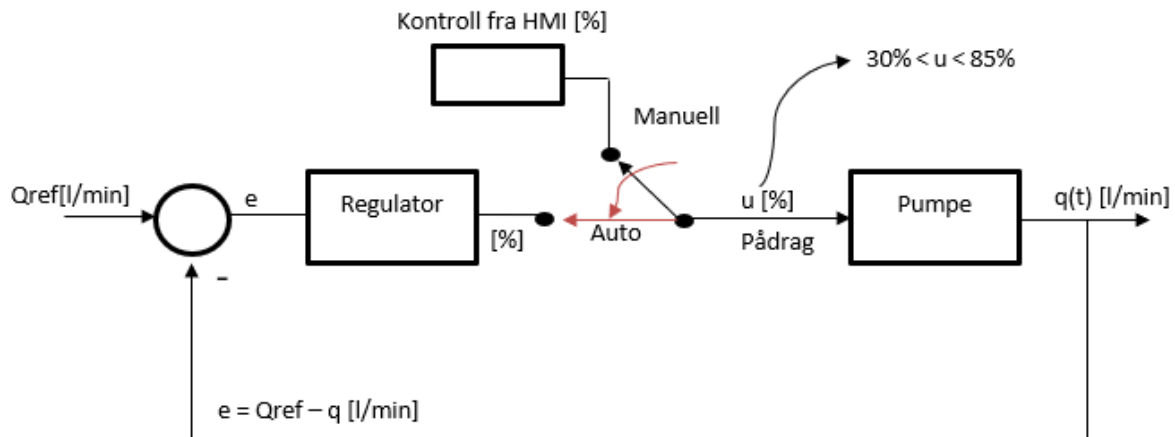 Kontroll fra HMI [%]
30% < u < 85%
Manuell
Qref[l/min]
e
Regulator
[%]
Auto
u [%]
Pådrag
Pumpe
q(t) [l/min]
–
e = Qref – q [l/min]